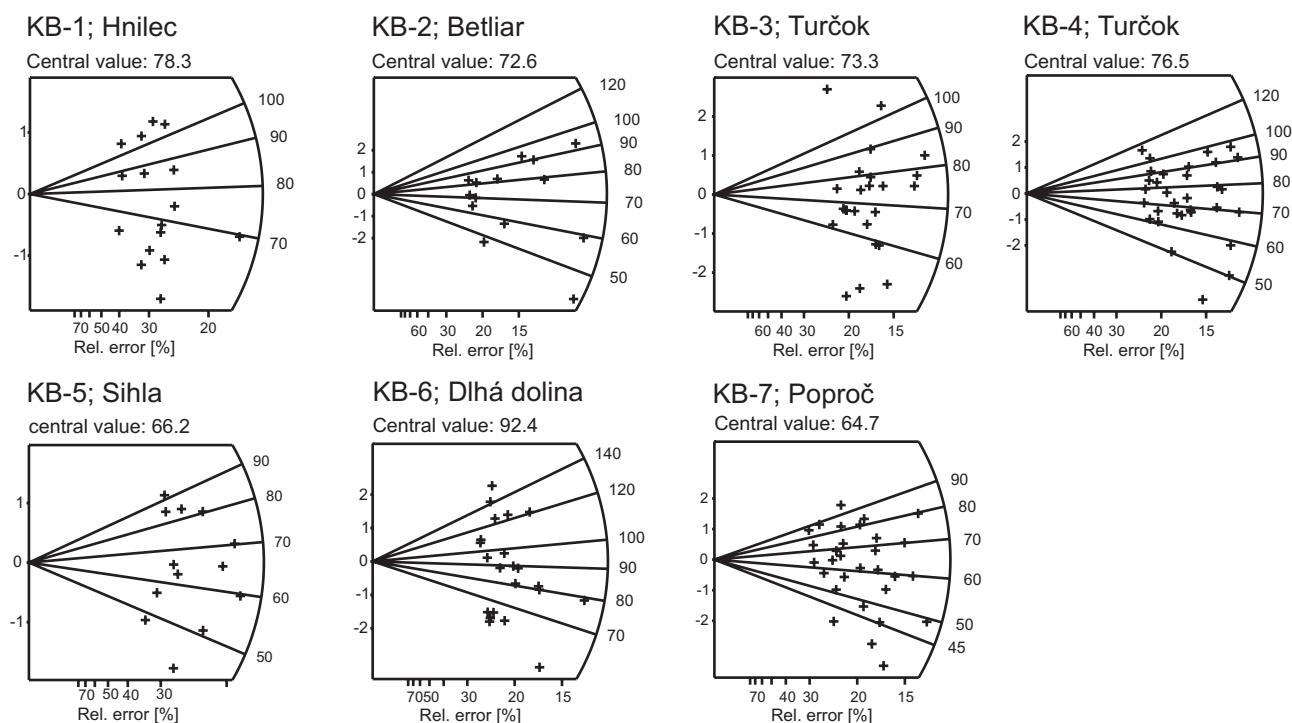 KB-1; Hnilec
Central value: 78.3
100
90
80
70
1
0
-1
70 50 40 30 20
Rel. error [%]
KB-2; Betliar
Central value: 72.6
120
100
90
80
70
60
50
2
1
0
-1
-2
60 30 20 15
Rel. error [%]
KB-3; Turčok
Central value: 73.3
100
90
80
70
60
2
1
0
-1
-2
60 40 30 20 15
Rel. error [%]
KB-4; Turčok
Central value: 76.5
120
100
90
80
70
60
50
2
1
0
-1
-2
60 40 30 20 15
Rel. error [%]
KB-5; Sihla
central value: 66.2
90
80
70
60
50
1
0
-1
70 50 40 30
Rel. error [%]
KB-6; Dlhá dolina
Central value: 92.4
140
120
100
90
80
70
2
1
0
-1
-2
70 50 30 20 15
Rel. error [%]
KB-7; Poproč
Central value: 64.7
90
80
70
60
50
45
2
1
0
-1
-2
70 40 30 20 15
Rel. error [%]